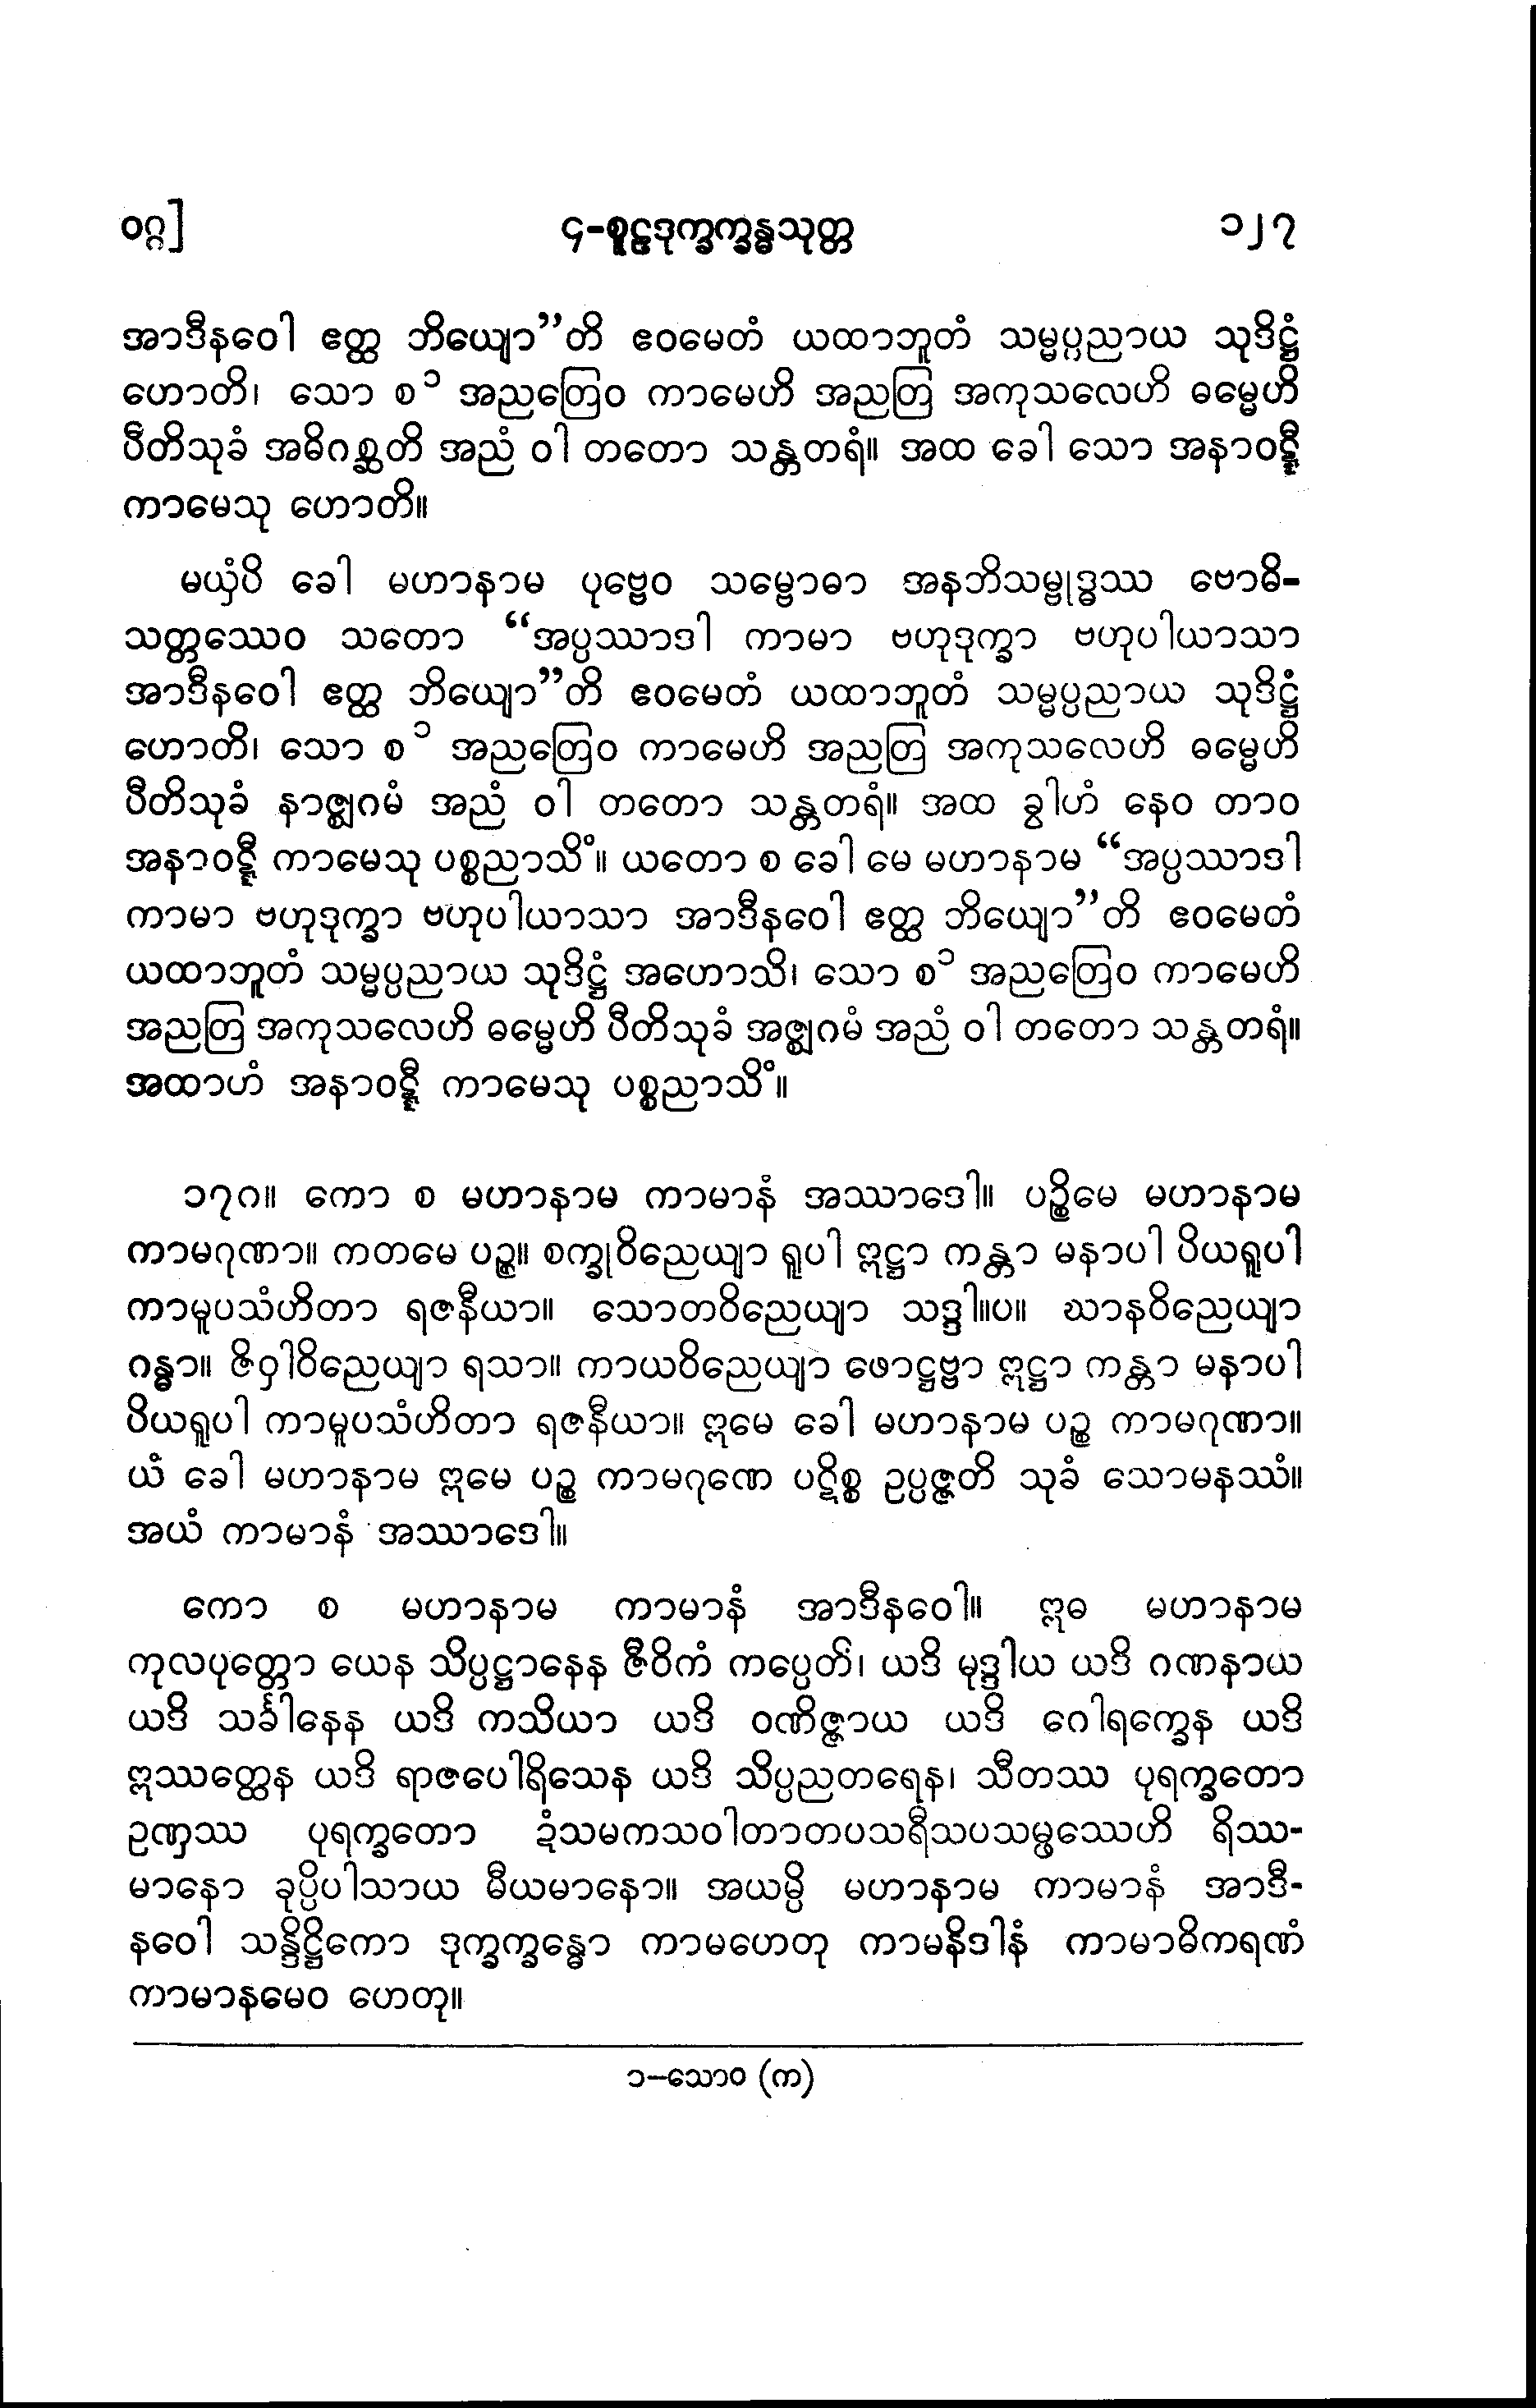 ဝဂ္ဂ]
၄-စူဠဒုက္ခက္ခန္ဓသုတ္တ
၁၂၇
အာဒီနဝေါ ဧတ္ထ ဘိယျော”တိ ဧဝမေတံ ယထာဘူတံ သမ္မပ္ပညာယ သုဒိဋ္ဌံ
ဟောတိ၊ သော စ ၁ အညတြေဝ ကာမေဟိ အညတြ အကုသလေဟိ ဓမ္မေဟိ
ပီတိသုခံ အဓိဂစ္ဆတိ အညံ ဝါ တတော သန္တတရံ။ အထ ခေါ သော အနာဝဋ္ဋီ
ကာမေသု ဟောတိ။
မယှံပိ ခေါ မဟာနာမ ပုဗ္ဗေဝ သမ္ဗောဓာ အနဘိသမ္ဗုဒ္ဓဿ ဗောဓိ-
သတ္တဿေဝ သတော “အပ္ပဿာဒါ ကာမာ ဗဟုဒုက္ခာ ဗဟုပါယာသာ
အာဒီနဝေါ ဧတ္ထ ဘိယျော”တိ ဧဝမေတံ ယထာဘူတံ သမ္မပ္ပညာယ သုဒိဋ္ဌံ
ဟောတိ၊ သော စ ၁ အညတြေဝ ကာမေဟိ အညတြ အကုသလေဟိ ဓမ္မေဟိ
ပီတိသုခံ နာဇ္ဈဂမံ အညံ ဝါ တတော သန္တတရံ။ အထ ခွါဟံ နေဝ တာဝ
အနာဝဋ္ဋီ ကာမေသု ပစ္စညာသိံ။ ယတော စ ခေါ မေ မဟာနာမ “အပ္ပဿာဒါ
ကာမာ ဗဟုဒုက္ခာ ဗဟုပါယာသာ အာဒီနဝေါ ဧတ္ထ ဘိယျော”တိ ဧဝမေတံ
ယထာဘူတံ သမ္မပ္ပညာယ သုဒိဋ္ဌံ အဟောသိ၊ သော စ ၁ အညတြေဝ ကာမေဟိ
အညတြ အကုသလေဟိ ဓမ္မေဟိ ပီတိသုခံ အဇ္ဈဂမံ အညံ ဝါ တတော သန္တတရံ။
အထာဟံ အနာဝဋ္ဋီ ကာမေသု ပစ္စညာသိံ။
၁၇၇။ ကော စ မဟာနာမ ကာမာနံ အဿာဒေါ။ ပဉ္စိမေ မဟာနာမ
ကာမဂုဏာ။ ကတမေ ပဉ္စ။ စက္ခုဝိညေယျာ ရူပါ ဣဋ္ဌာ ကန္တာ မနာပါ ပိယရူပါ
ကာမူပသံဟိတာ ရဇနီယာ။ သောတဝိညေယျာ သဒ္ဒါ။ပ။ ဃာနဝိညေယျာ
ဂန္ဓာ။ ဇိဝှါဝိညေယျာ ရသာ။ ကာယဝိညေယျာ ဖောဋ္ဌဗ္ဗာ ဣဋ္ဌာ ကန္တာ မနာပါ
ပိယရူပါ ကာမူပသံဟိတာ ရဇနီယာ။ ဣမေ ခေါ မဟာနာမ ပဉ္စ ကာမဂုဏာ။
ယံ ခေါ မဟာနာမ ဣမေ ပဉ္စ ကာမဂုဏေ ပဋိစ္စ ဥပ္ပဇ္ဇတိ သုခံ သောမနဿံ။
အယံ ကာမာနံ အဿာဒေါ။
ကော စ မဟာနာမ ကာမာနံ အာဒီနဝေါ။ ဣဓ မဟာနာမ
ကုလပုတ္တော ယေန သိပ္ပဋ္ဌာနေန ဇီဝိကံ ကပ္ပေတိ၊ ယဒိ မုဒ္ဒါယ ယဒိ ဂဏနာယ
ယဒိ သင်္ခါနေန ယဒိ ကသိယာ ယဒိ ဝဏိဇ္ဇာယ ယဒိ ဂေါရက္ခေန ယဒိ
ဣဿတ္ထေန ယဒိ ရာဇပေါရိသေန ယဒိ သိပ္ပညတရေန၊ သီတဿ ပုရက္ခတော
ဥဏှဿ ပုရက္ခတော ဍံသမကသဝါတာတပသရီသပသမ္ဖဿေဟိ ရိဿ-
မာနော ခုပ္ပိပါသာယ မီယမာနော။ အယမ္ပိ မဟာနာမ ကာမာနံ အာဒီ-
နဝေါ သန္ဒိဋ္ဌိကော ဒုက္ခက္ခန္ဓော ကာမဟေတု ကာမနိဒါနံ ကာမာဓိကရဏံ
ကာမာနမေဝ ဟေတု။
၁–သောဝ (က)